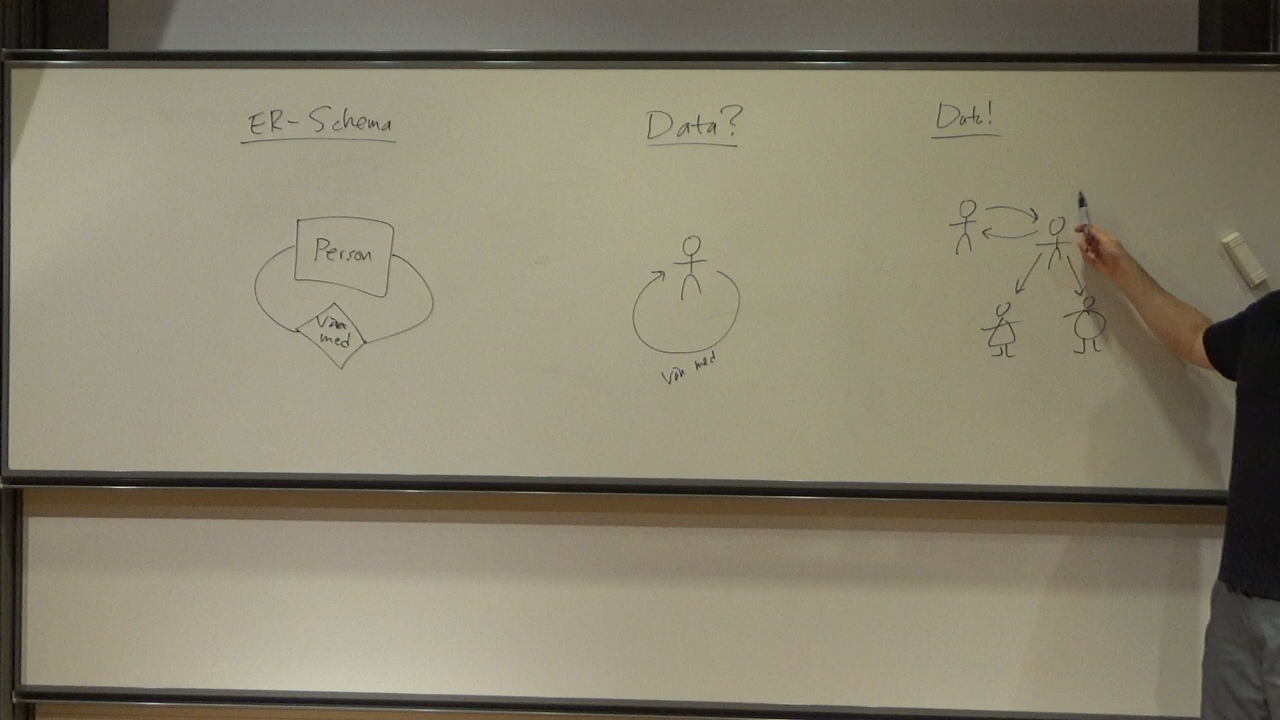 ER-Schema
Person
Vän
med
Data?
Vän med
Data!